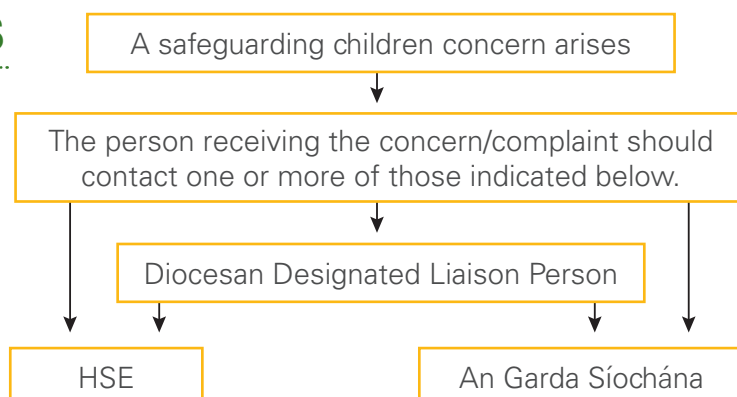 A safeguarding children concern arises
The person receiving the concern/complaint should
contact one or more of those indicated below.
Diocesan Designated Liaison Person
HSE
An Garda Síochána